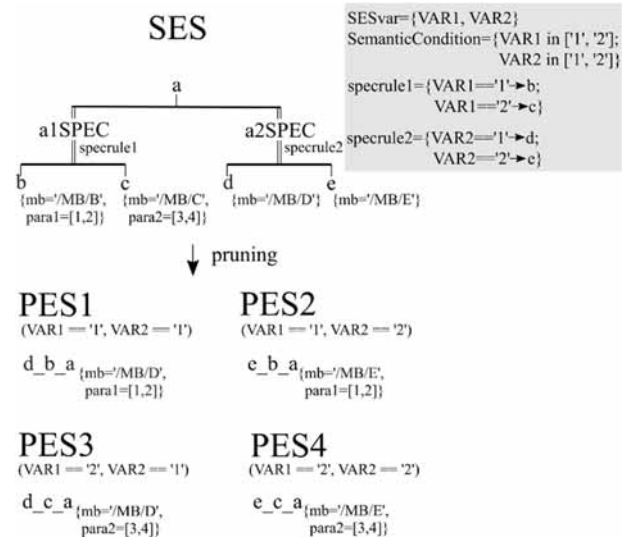 SES
SESvar={VAR1, VAR2}
SemanticCondition={VAR1 in ['1', '2'];
VAR2 in ['1', '2']}
specrule1={VAR1=='1'→b;
VAR1=='2'→c}
specrule2={VAR2=='1'→d;
VAR2=='2'→e}
a
a1SPEC
a2SPEC
specrule1
specrule2
b
c
d
e
{mb='/MB/B',
para1=[1,2]}
{mb='/MB/C',
para2=[3,4]}
{mb='/MB/D'}
{mb='/MB/E'}
pruning
PES1
(VAR1 == '1', VAR2 == '1')
d_b_a {mb='/MB/D',
para1=[1,2]}
PES2
(VAR1 == '1', VAR2 == '2')
e_b_a {mb='/MB/E',
para1=[1,2]}
PES3
(VAR1 == '2', VAR2 == '1')
d_c_a {mb='/MB/D',
para2=[3,4]}
PES4
(VAR1 == '2', VAR2 == '2')
e_c_a {mb='/MB/E',
para2=[3,4]}